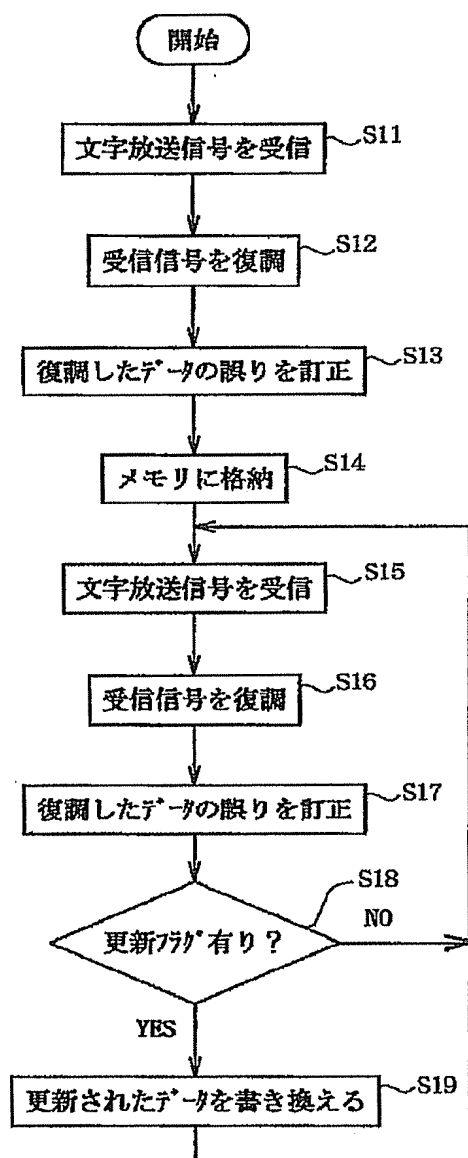 開始
文字放送信号を受信
S11
受信信号を復調
S12
復調したﾃﾞｰﾀの誤りを訂正
S13
メモリに格納
S14
文字放送信号を受信
S15
受信信号を復調
S16
復調したﾃﾞｰﾀの誤りを訂正
S17
更新ﾌﾗｸﾞ有り？
S18
NO
YES
更新されたﾃﾞｰﾀを書き換える
S19